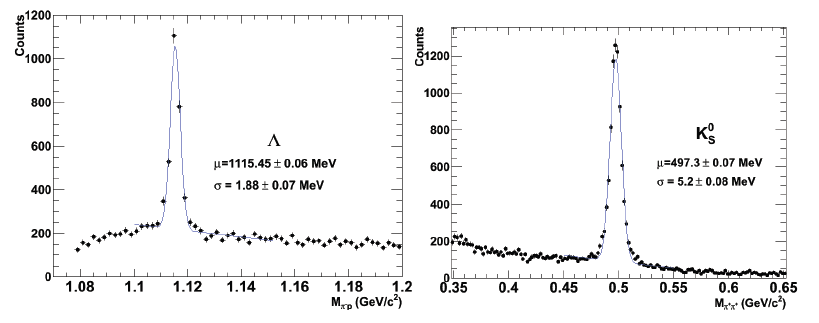 Counts
1200
1000
800
600
400
200
0
Λ
μ=1115.45 ± 0.06 MeV
σ = 1.88 ± 0.07 MeV
1.08 1.1 1.12 1.14 1.16 1.18 1.2
M_{π⁻p} (GeV/c²)
Counts
1200
1000
800
600
400
200
0
K⁰_S
μ=497.3 ± 0.07 MeV
σ = 5.2 ± 0.08 MeV
0.35 0.4 0.45 0.5 0.55 0.6 0.65
M_{π⁺π⁺} (GeV/c²)